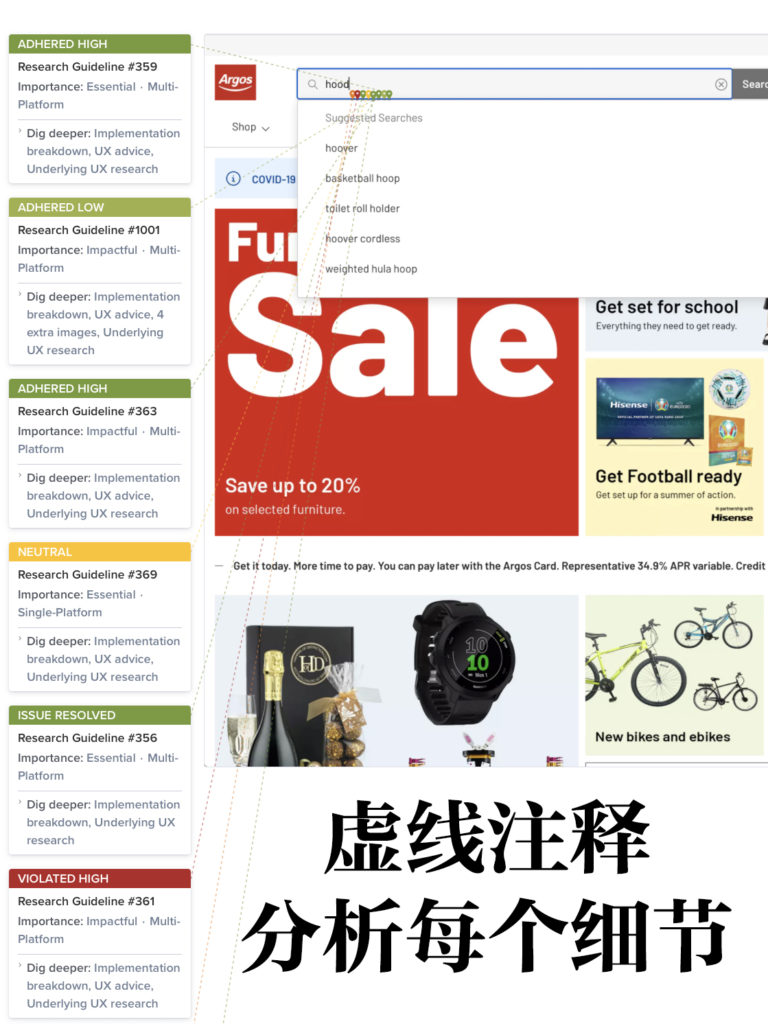 ADHERED HIGH
Research Guideline #359
Importance: Essential · Multi-
Platform
Dig deeper: Implementation
breakdown, UX advice,
Underlying UX research
ADHERED LOW
Research Guideline #1001
Importance: Impactful · Multi-
Platform
Dig deeper: Implementation
breakdown, UX advice, 4
extra images, Underlying
UX research
ADHERED HIGH
Research Guideline #363
Importance: Impactful · Multi-
Platform
Dig deeper: Implementation
breakdown, UX advice,
Underlying UX research
NEUTRAL
Research Guideline #369
Importance: Essential ·
Single-Platform
Dig deeper: Implementation
breakdown, UX advice,
Underlying UX research
ISSUE RESOLVED
Research Guideline #356
Importance: Essential · Multi-
Platform
Dig deeper: Implementation
breakdown, Underlying UX
research
VIOLATED HIGH
Research Guideline #361
Importance: Impactful · Multi-
Platform
Dig deeper: Implementation
breakdown, UX advice,
Underlying UX research
Argos
hood
Searc
Shop
Suggested Searches
hoover
basketball hoop
toilet roll holder
hoover cordless
weighted hula hoop
COVID-19
Fur
Sale
Save up to 20%
on selected furniture.
Get set for school
Everything they need to get ready.
Hisense
Get Football ready
Get set up for a summer of action.
In partnership with
Hisense
Get it today. More time to pay. You can pay later with the Argos Card. Representative 34.9% APR variable. Credit
HD
10
10
New bikes and ebikes
虚线注释
分析每个细节